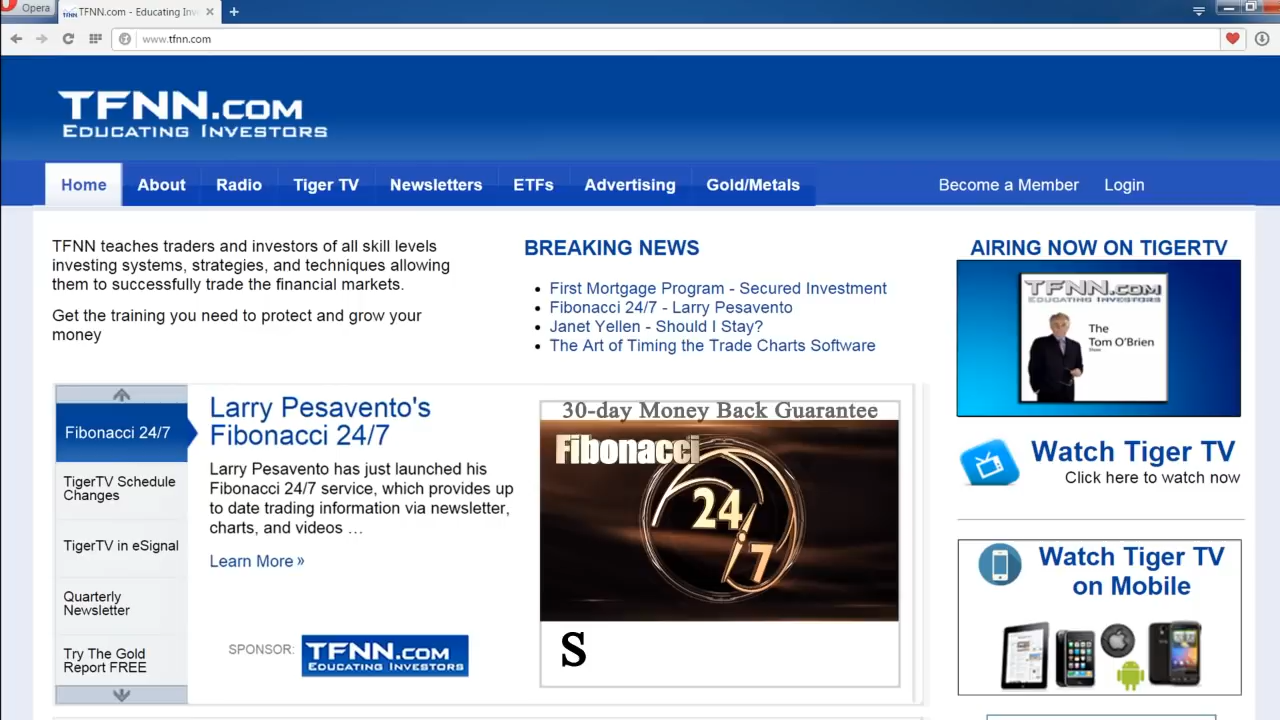 Opera
TFNN.com - Educating Inv
www.tfnn.com
TFNN.com
Educating Investors
Home
About
Radio
Tiger TV
Newsletters
ETFs
Advertising
Gold/Metals
Become a Member
Login
TFNN teaches traders and investors of all skill levels
investing systems, strategies, and techniques allowing
them to successfully trade the financial markets.
Get the training you need to protect and grow your
money
BREAKING NEWS
First Mortgage Program - Secured Investment
Fibonacci 24/7 - Larry Pesavento
Janet Yellen - Should I Stay?
The Art of Timing the Trade Charts Software
AIRING NOW ON TIGERTV
TFNN.com
Educating Investors
The
Tom O'Brien
Show
Watch Tiger TV
Click here to watch now
Watch Tiger TV
on Mobile
Fibonacci 24/7
TigerTV Schedule
Changes
TigerTV in eSignal
Quarterly
Newsletter
Try The Gold
Report FREE
Larry Pesavento's
Fibonacci 24/7
Larry Pesavento has just launched his
Fibonacci 24/7 service, which provides up
to date trading information via newsletter,
charts, and videos …
Learn More »
SPONSOR:
TFNN.com
Educating Investors
30-day Money Back Guarantee
Fibonacci
24
7
S